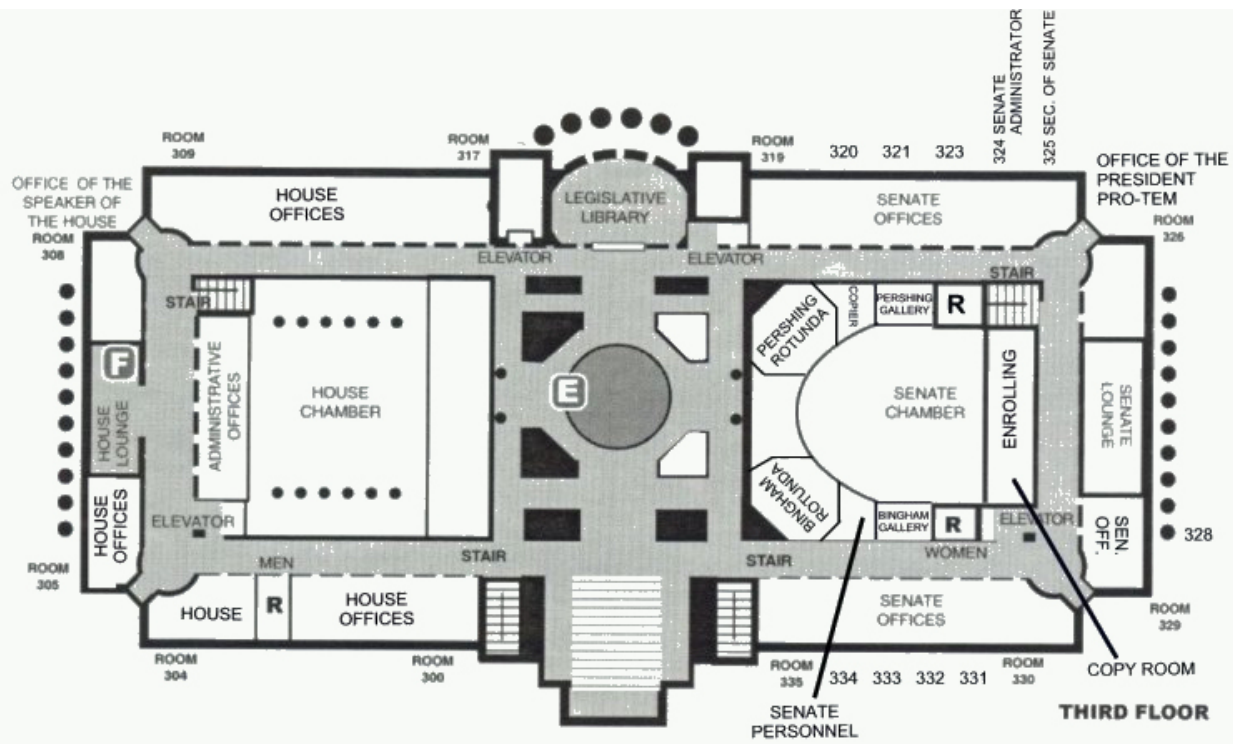 324 SENATE
ADMINISTRATOR
325 SEC. OF SENATE
ROOM
309
ROOM
317
ROOM
319
320
321
323
OFFICE OF THE
PRESIDENT
PRO-TEM
OFFICE OF THE
SPEAKER OF
THE HOUSE
ROOM
308
ROOM
326
HOUSE
OFFICES
LEGISLATIVE
LIBRARY
SENATE
OFFICES
ELEVATOR
ELEVATOR
STAIR
STAIR
PERSHING
ROTUNDA
COPIER
PERSHING
GALLERY
R
F
HOUSE
LOUNGE
ADMINISTRATIVE
OFFICES
HOUSE
CHAMBER
E
SENATE
CHAMBER
ENROLLING
SENATE
LOUNGE
HOUSE
OFFICES
ELEVATOR
BINGHAM
ROTUNDA
BINGHAM
GALLERY
R
ELEVATOR
SEN.
OFF.
328
MEN
STAIR
STAIR
WOMEN
ROOM
305
HOUSE
R
HOUSE
OFFICES
SENATE
OFFICES
ROOM
329
ROOM
304
ROOM
300
ROOM
335
334
333
332
331
ROOM
330
COPY ROOM
SENATE
PERSONNEL
THIRD FLOOR